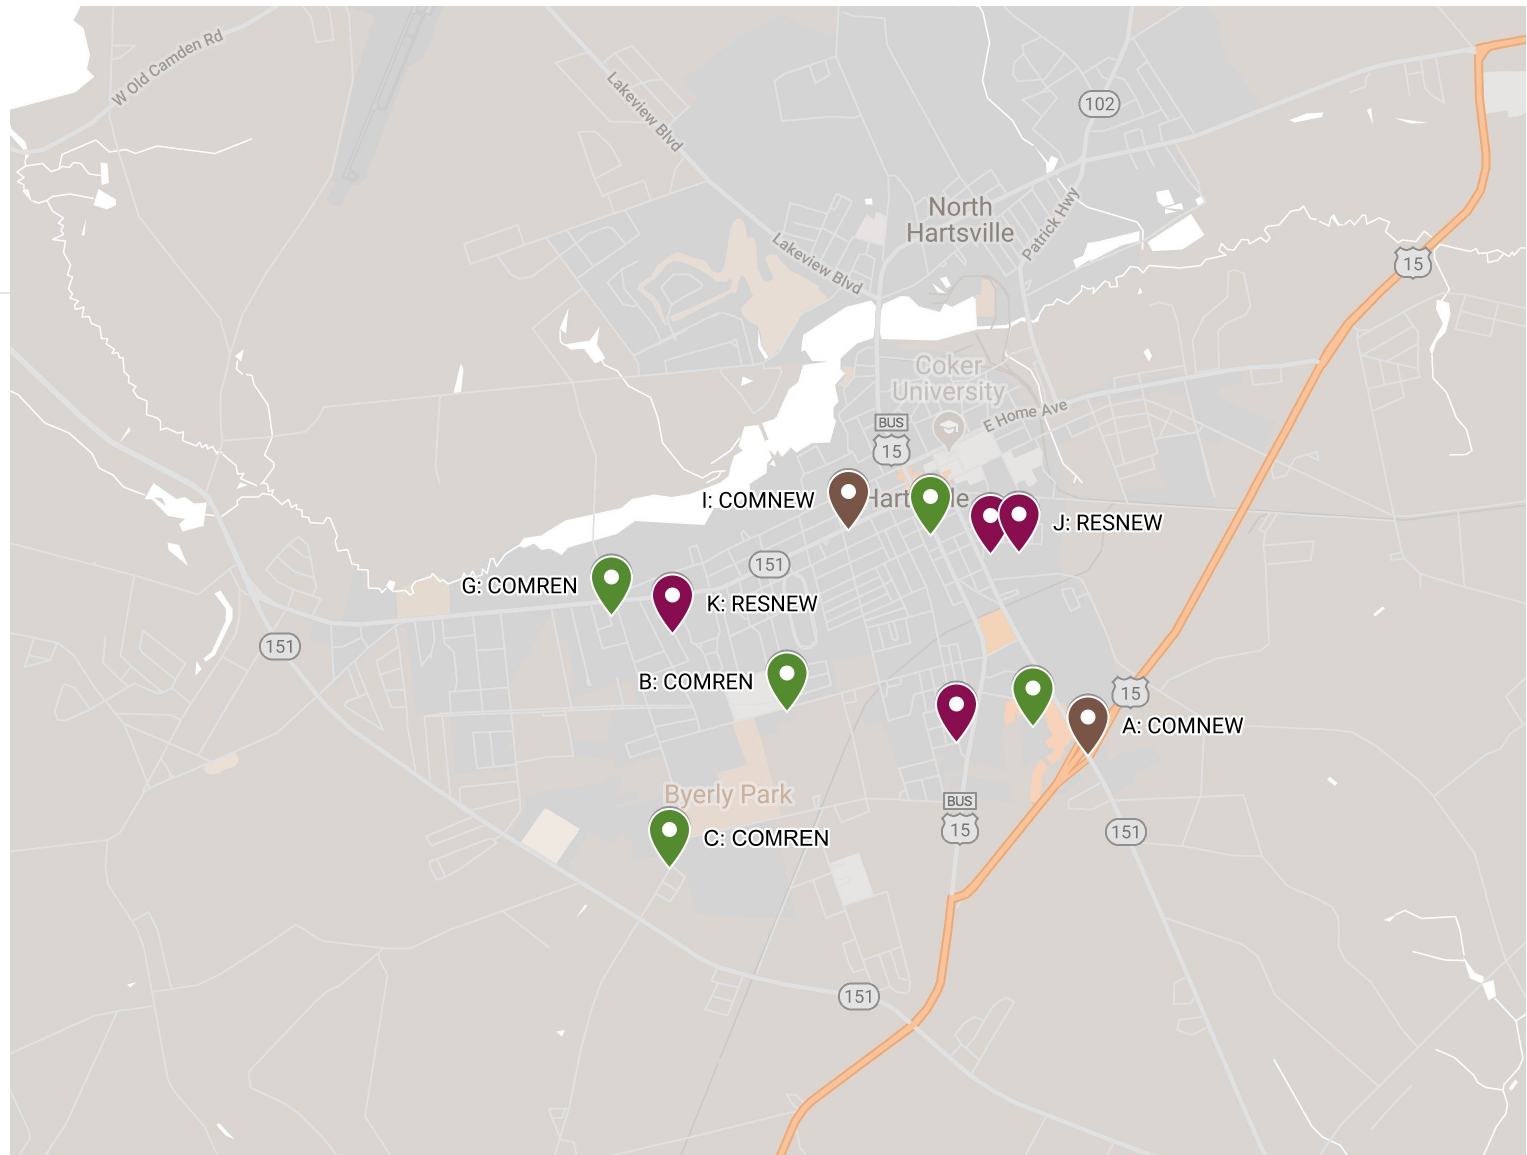 W Old Camden Rd
Lakeview Blvd
102
North
Hartsville
Patrick Hwy
Lakeview Blvd
15
Coker
University
E Home Ave
BUS
15
I: COMNEW
J: RESNEW
151
G: COMREN
K: RESNEW
151
B: COMREN
15
A: COMNEW
Byerly Park
BUS
15
C: COMREN
151
151